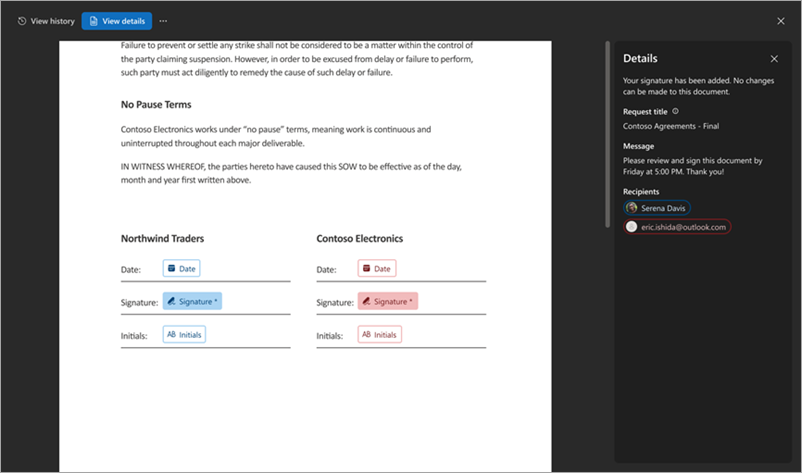 View history
View details
Failure to prevent or settle any strike shall not be considered to be a matter within the control of
the party claiming suspension. However, in order to be excused from delay or failure to perform,
such party must act diligently to remedy the cause of such delay or failure.
No Pause Terms
Contoso Electronics works under “no pause” terms, meaning work is continuous and
uninterrupted throughout each major deliverable.
IN WITNESS WHEREOF, the parties hereto have caused this SOW to be effective as of the day,
month and year first written above.
Northwind Traders
Date: Date
Signature: Signature *
Initials: AB Initials
Contoso Electronics
Date: Date
Signature: Signature *
Initials: AB Initials
Details
Your signature has been added. No changes
can be made to this document.
Request title
Contoso Agreements - Final
Message
Please review and sign this document by
Friday at 5:00 PM. Thank you!
Recipients
Serena Davis
eric.ishida@outlook.com